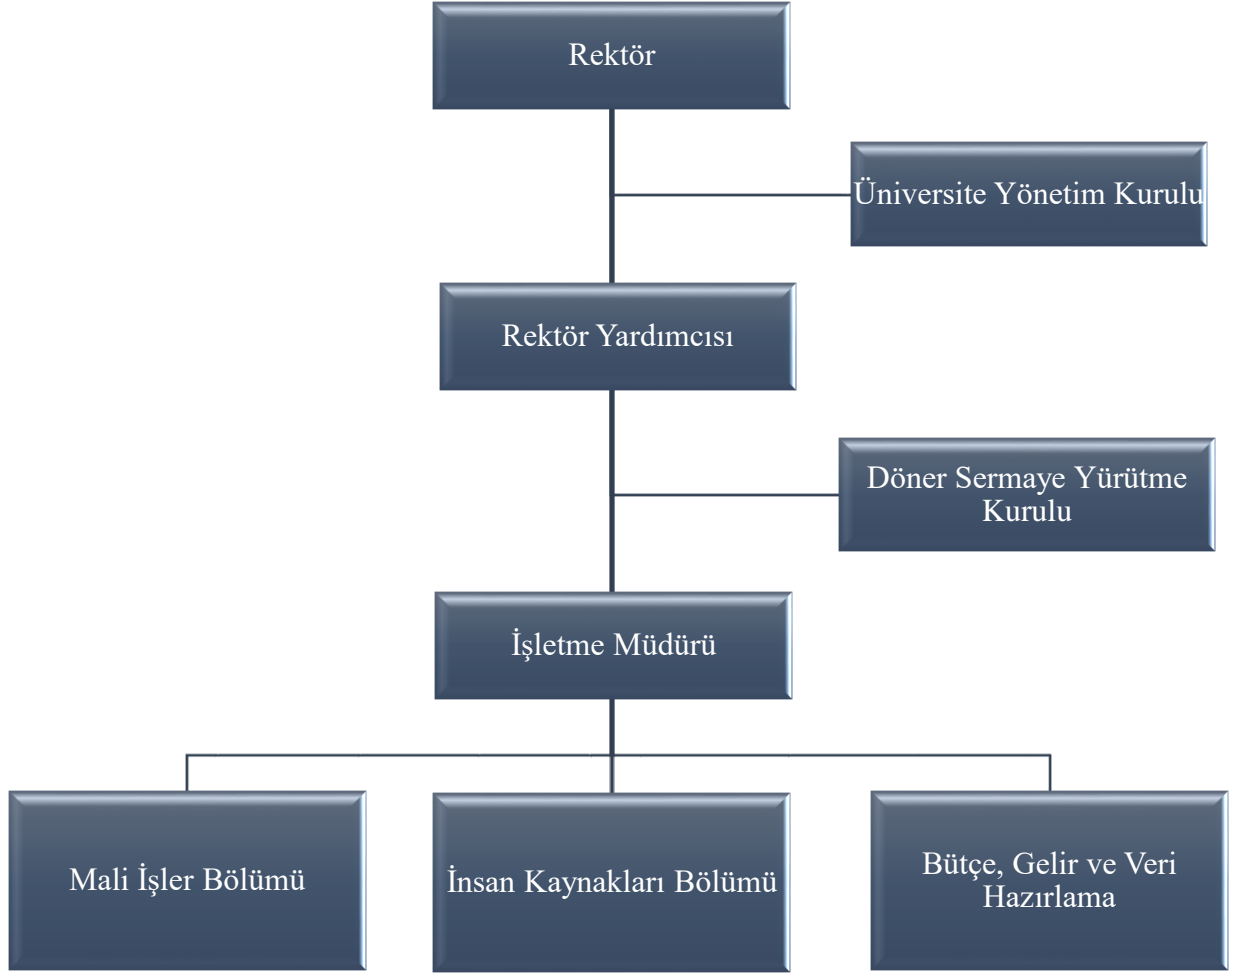 Rektör
Üniversite Yönetim Kurulu
Rektör Yardımcısı
Döner Sermaye Yürütme
Kurulu
İşletme Müdürü
Mali İşler Bölümü
İnsan Kaynakları Bölümü
Bütçe, Gelir ve Veri
Hazırlama